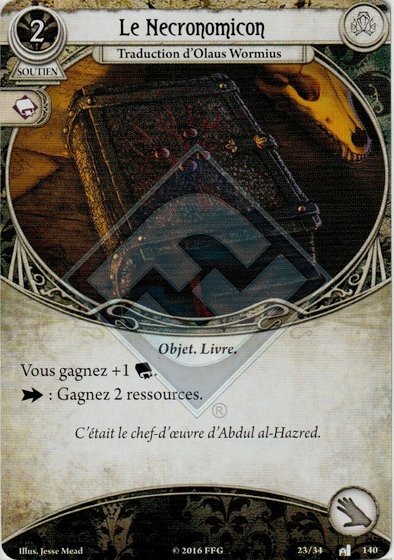 2
Le Necronomicon
SOUTIEN
Traduction d'Olaus Wormius
Objet. Livre.
Vous gagnez +1 .
: Gagnez 2 ressources.
®
C'était le chef-d'œuvre d'Abdul al-Hazred.
Illus. Jesse Mead
© 2016 FFG
23/34
140